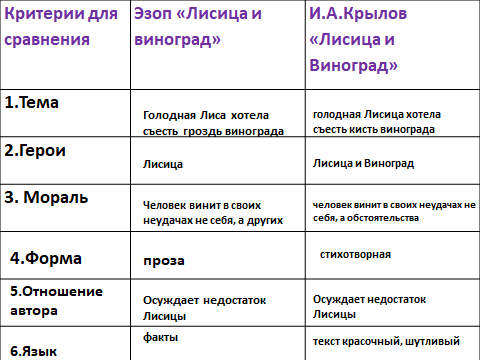 Критерии для сравнения
Эзоп «Лисица и виноград»
И.А.Крылов «Лисица и Виноград»
1.Тема
Голодная Лиса хотела съесть гроздь винограда
голодная Лисица хотела съесть кисть винограда
2.Герои
Лисица
Лисица и Виноград
3. Мораль
Человек винит в своих неудачах не себя, а других
человек винит в своих неудачах не себя, а обстоятельства
4.Форма
проза
стихотворная
5.Отношение автора
Осуждает недостаток Лисицы
Осуждает недостаток Лисицы
6.Язык
факты
текст красочный, шутливый